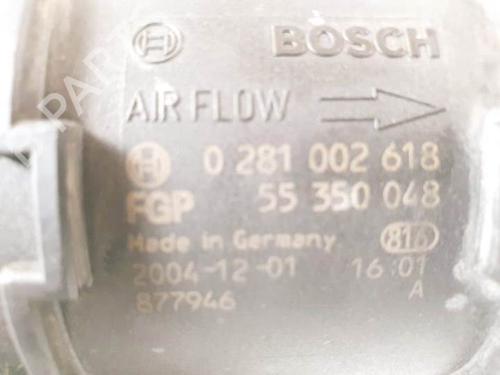 BOSCH
AIR FLOW
0 281 002 618
FGP 55 350 048
Made in Germany 816
2004-12-01 16:01
877946 A